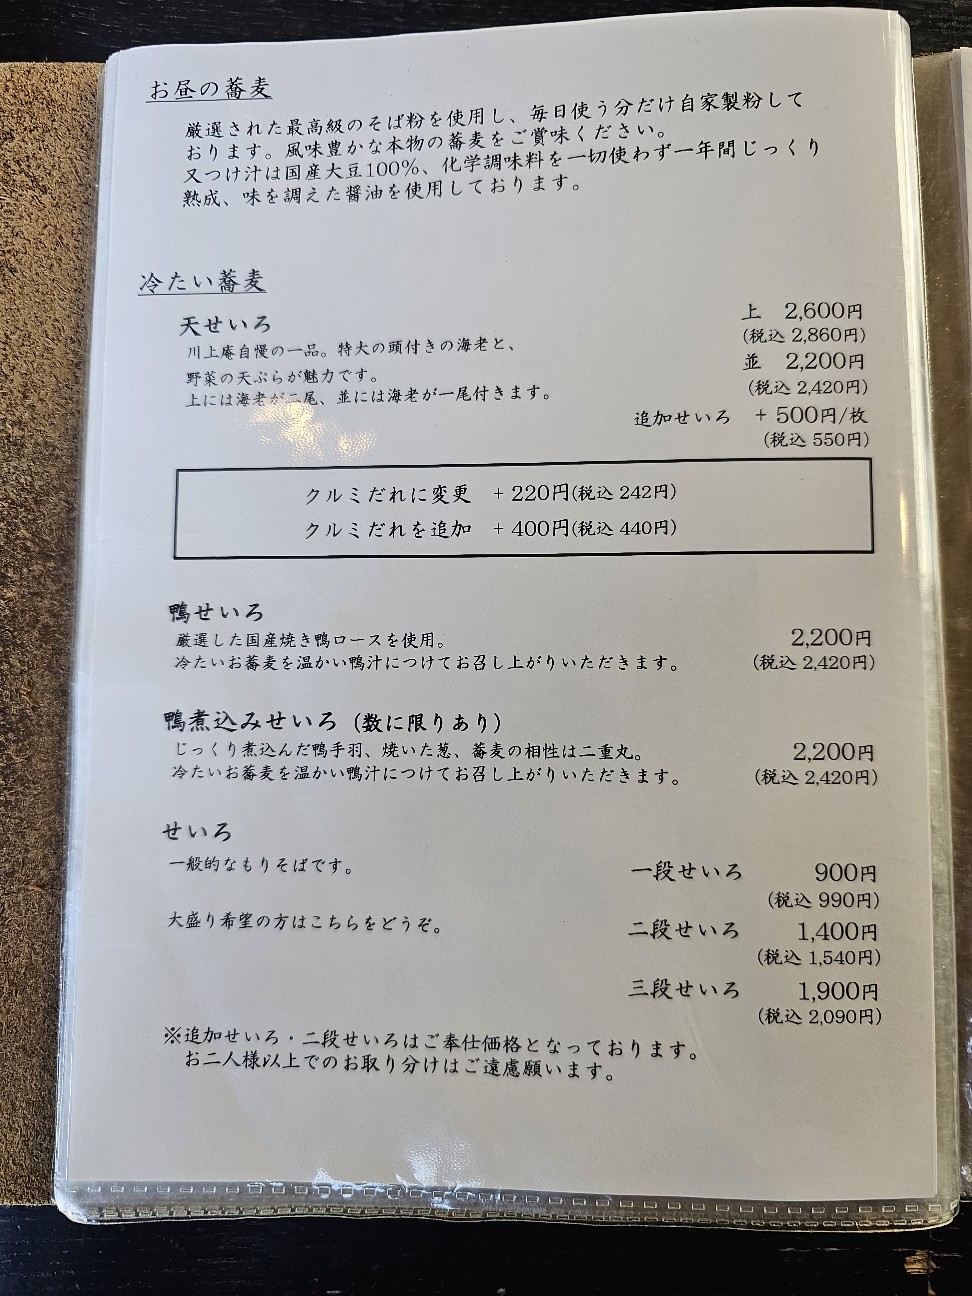 お昼の蕎麦
厳選された最高級のそば粉を使用し、毎日使う分だけ自家製粉して
おります。風味豊かな本物の蕎麦をご賞味ください。
又つけ汁は国産大豆100％、化学調味料を一切使わず一年間じっくり
熟成、味を調えた醤油を使用しております。
冷たい蕎麦
天せいろ
川上庵自慢の一品。特大の頭付きの海老と、
野菜の天ぷらが魅力です。
上には海老が二尾、並には海老が一尾付きます。
上 2,600円
(税込 2,860円)
並 2,200円
(税込 2,420円)
追加せいろ + 500円/枚
(税込 550円)
クルミだれに変更 + 220円(税込 242円)
クルミだれを追加 + 400円(税込 440円)
鴨せいろ
厳選した国産焼き鴨ロースを使用。 2,200円
冷たいお蕎麦を温かい鴨汁につけてお召し上がりいただきます。 (税込 2,420円)
鴨煮込みせいろ (数に限りあり)
じっくり煮込んだ鴨手羽、焼いた葱、蕎麦の相性は二重丸。 2,200円
冷たいお蕎麦を温かい鴨汁につけてお召し上がりいただきます。 (税込 2,420円)
せいろ
一般的なもりそばです。 一段せいろ 900円
(税込 990円)
大盛り希望の方はこちらをどうぞ。 二段せいろ 1,400円
(税込 1,540円)
三段せいろ 1,900円
(税込 2,090円)
※追加せいろ・二段せいろはご奉仕価格となっております。
お二人様以上でのお取り分けはご遠慮願います。